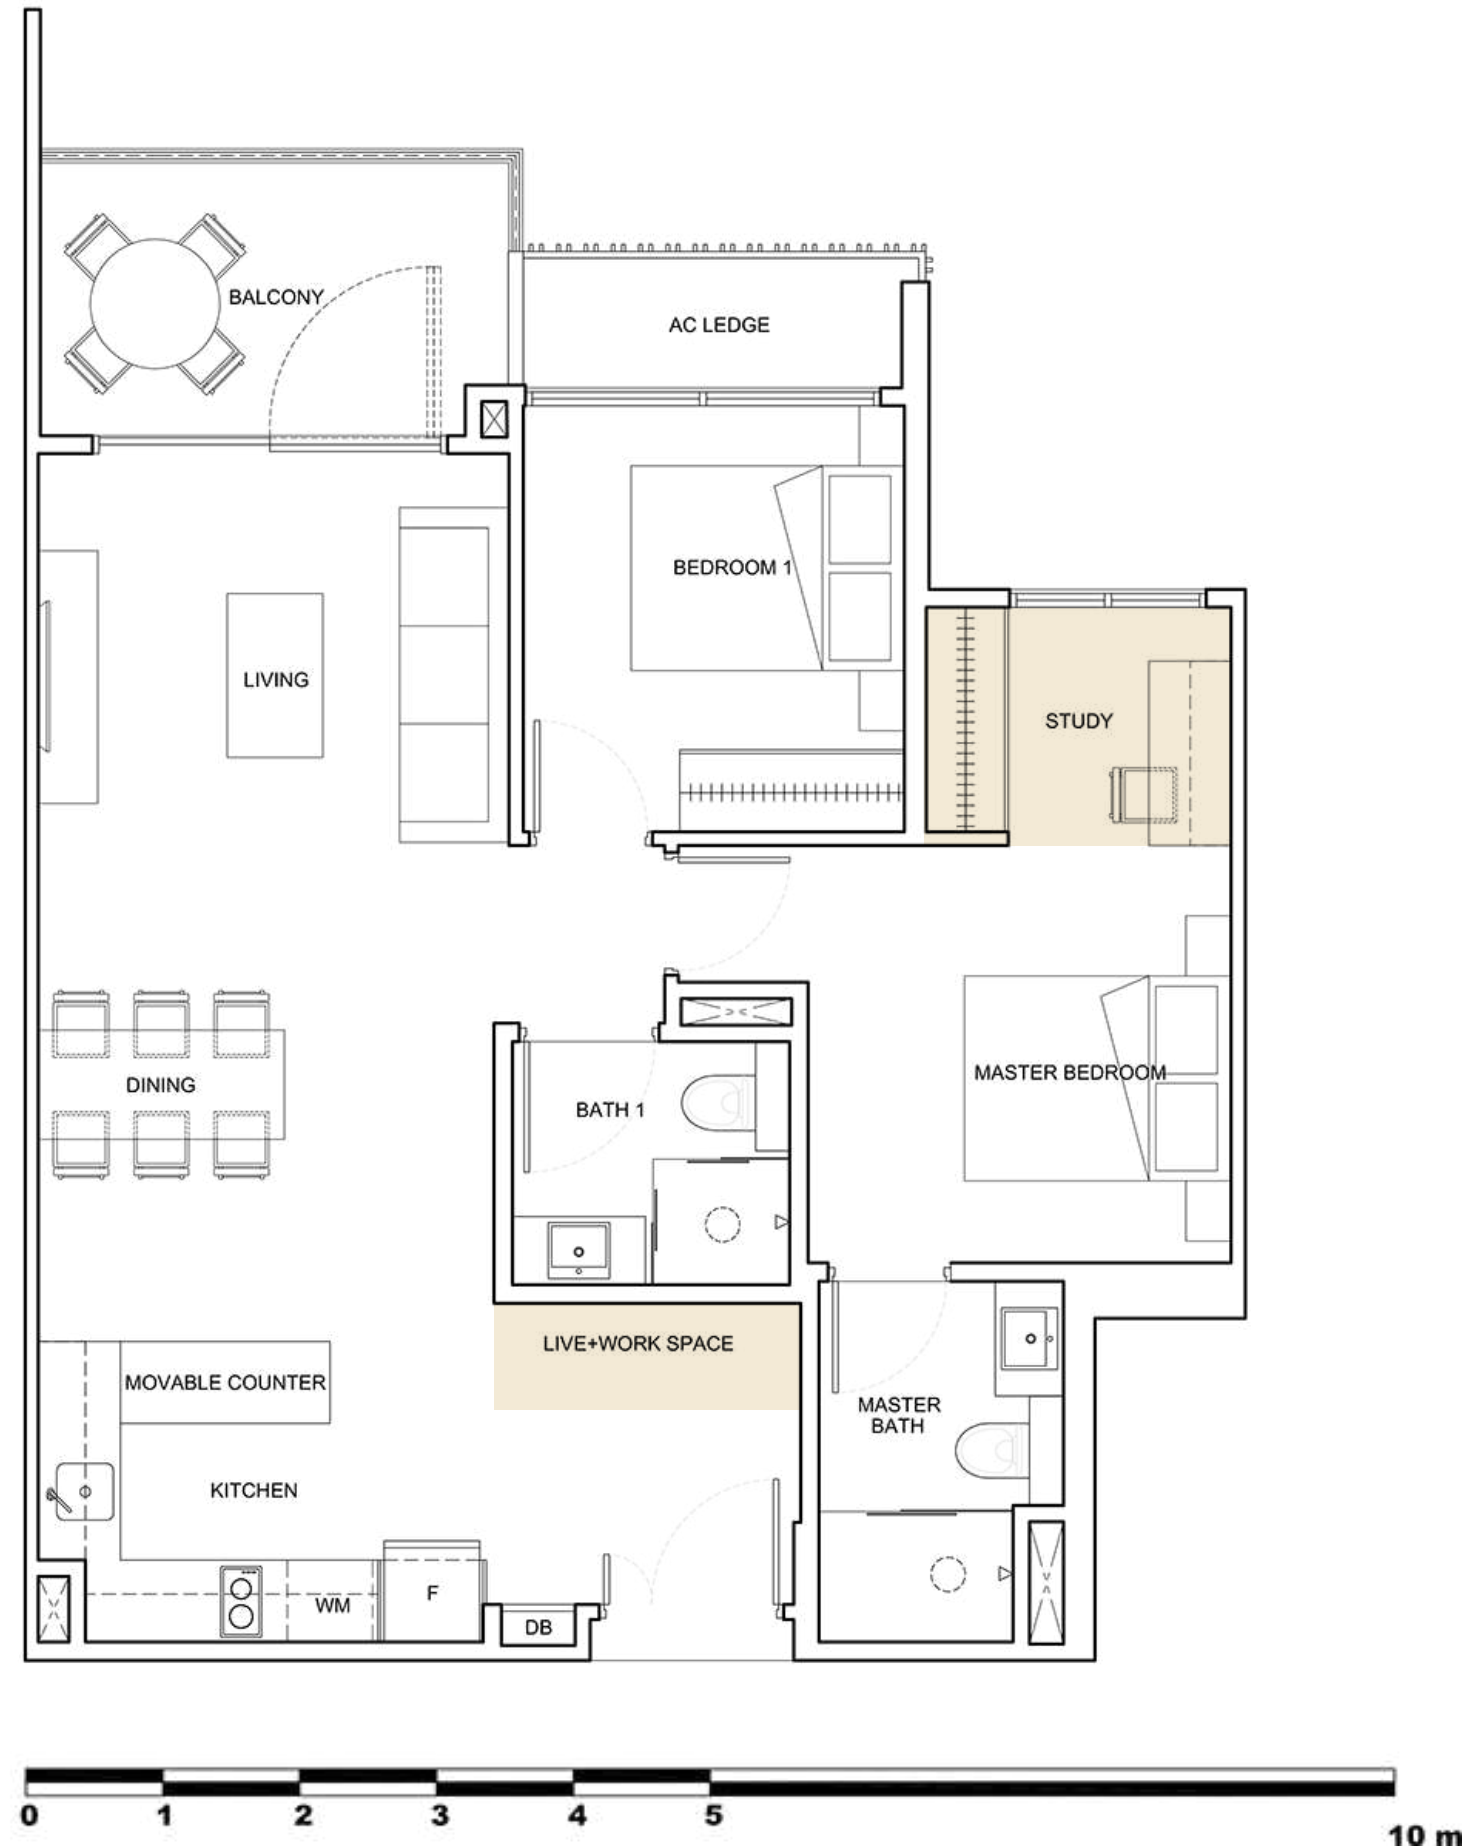 BALCONY
AC LEDGE
BEDROOM 1
LIVING
STUDY
MASTER BEDROOM
DINING
BATH 1
LIVE+WORK SPACE
MOVABLE COUNTER
MASTER
BATH
KITCHEN
F
WM
DB
0 1 2 3 4 5 10 m